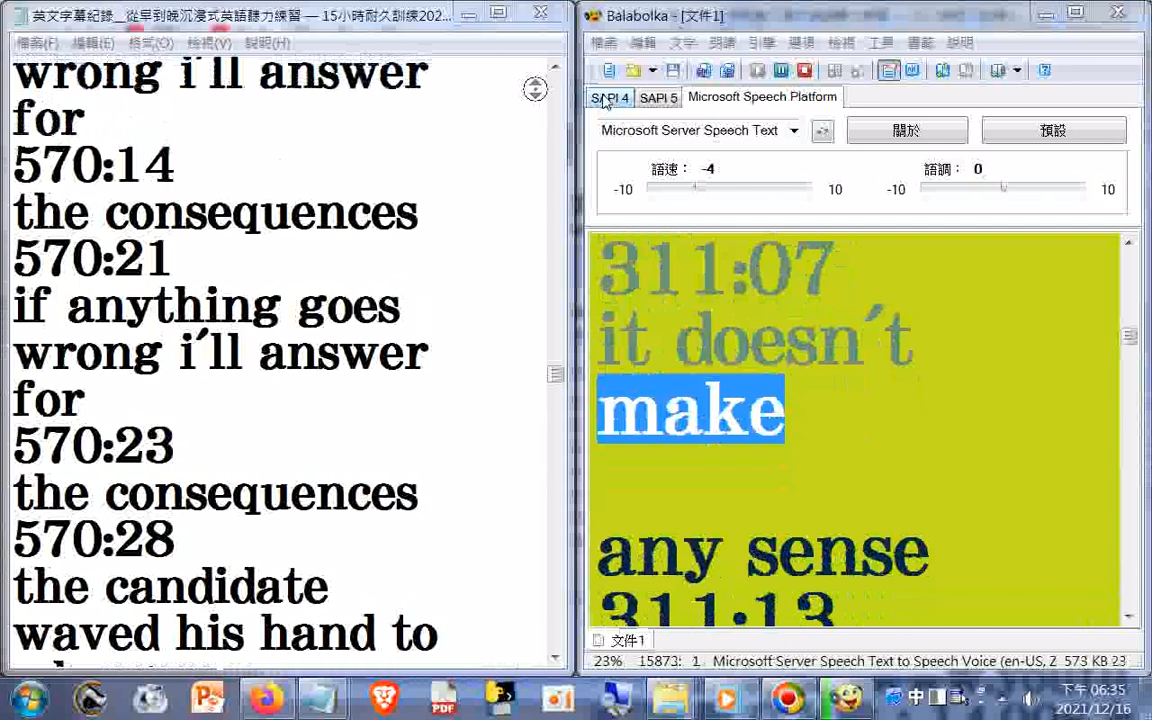 英文字幕紀錄__從早到晚沉浸式英語聽力練習 — 15小時耐久訓練202...
檔案(F) 編輯(E) 格式(O) 檢視(V) 說明(H)
wrong i´ll answer
for
570:14
the consequences
570:21
if anything goes
wrong i´ll answer
for
570:23
the consequences
570:28
the candidate
waved his hand to
Balabolka - [文件1]
檔案 編輯 文字 朗讀 引擎 選項 檢視 工具 書籤 說明
SAPI 4 SAPI 5 Microsoft Speech Platform
Microsoft Server Speech Text
關於
預設
語速： -4
-10 10
語調： 0
-10 10
311:07
it doesn´t
make
any sense
311:13
文件1
23% 15873: 1 Microsoft Server Speech Text to Speech Voice (en-US, Z 573 KB 23
PDF
中
下午 06:35
2021/12/16